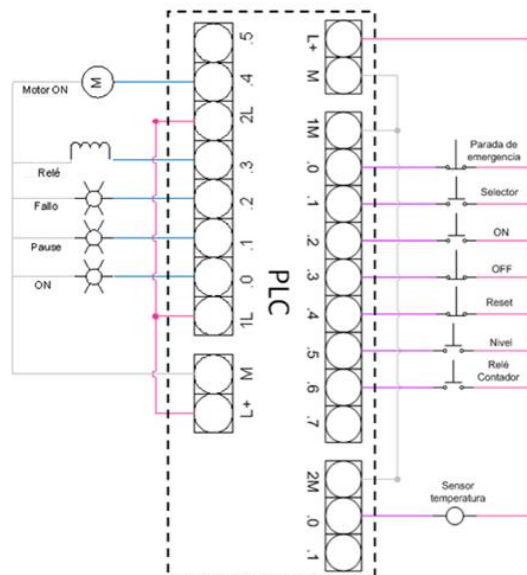 .5
.4
2L
.3
.2
.1
.0
1L
M
L+
Motor ON
M
Relé
Fallo
Pause
ON
PLC
L+
M
1M
.0
.1
.2
.3
.4
.5
.6
.7
2M
.0
.1
Parada de
emergencia
Selector
ON
OFF
Reset
Nivel
Relé
Contador
Sensor
temperatura